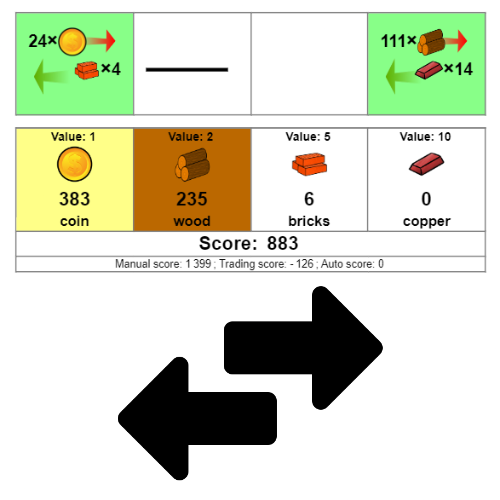 24× 111×
×4 ×14
Value: 1 Value: 2 Value: 5 Value: 10
383 235 6 0
coin wood bricks copper
Score: 883
Manual score: 1 399 ; Trading score: - 126 ; Auto score: 0